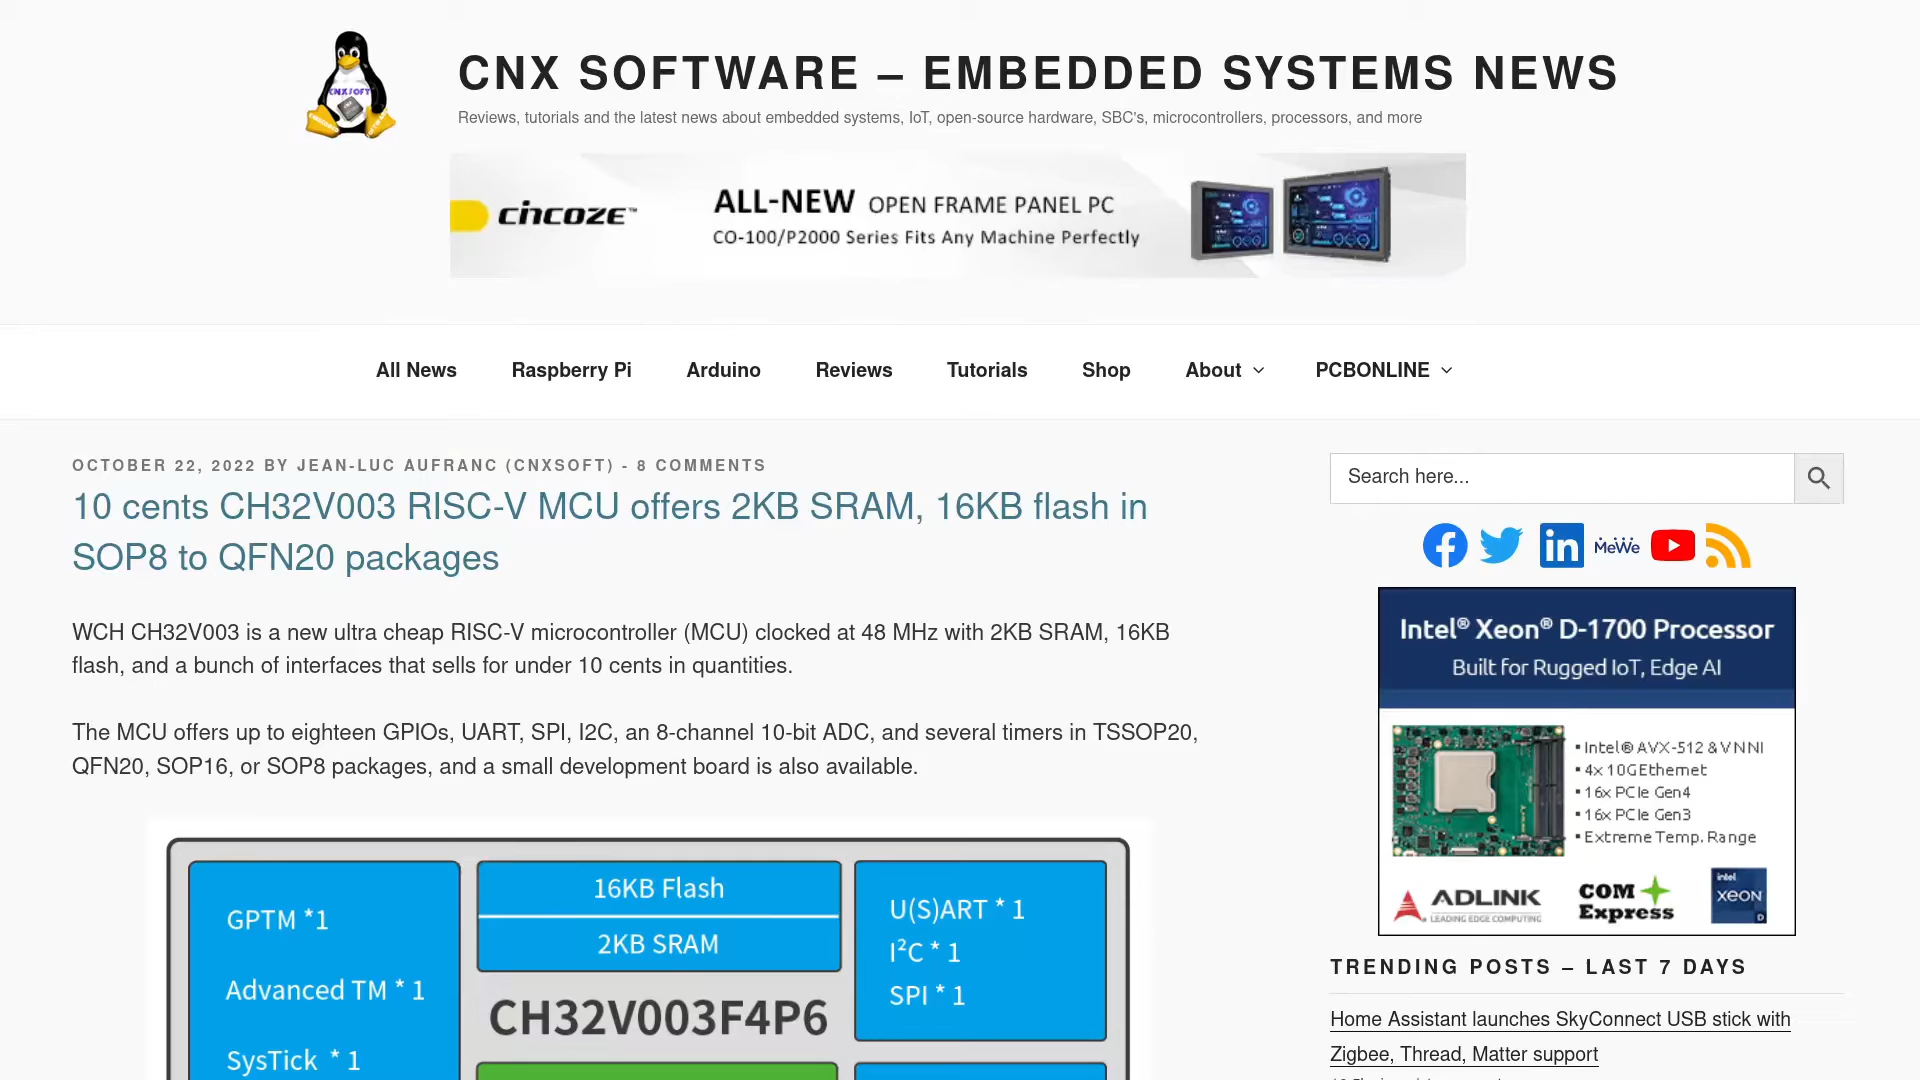 CNXSOFT
CNX SOFTWARE – EMBEDDED SYSTEMS NEWS
Reviews, tutorials and the latest news about embedded systems, IoT, open-source hardware, SBC's, microcontrollers, processors, and more
cincoze™
ALL-NEW OPEN FRAME PANEL PC
CO-100/P2000 Series Fits Any Machine Perfectly
All News
Raspberry Pi
Arduino
Reviews
Tutorials
Shop
About
PCBONLINE
OCTOBER 22, 2022 BY JEAN-LUC AUFRANC (CNXSOFT) - 8 COMMENTS
10 cents CH32V003 RISC-V MCU offers 2KB SRAM, 16KB flash in
SOP8 to QFN20 packages
WCH CH32V003 is a new ultra cheap RISC-V microcontroller (MCU) clocked at 48 MHz with 2KB SRAM, 16KB
flash, and a bunch of interfaces that sells for under 10 cents in quantities.
The MCU offers up to eighteen GPIOs, UART, SPI, I2C, an 8-channel 10-bit ADC, and several timers in TSSOP20,
QFN20, SOP16, or SOP8 packages, and a small development board is also available.
GPTM *1
Advanced TM * 1
SysTick * 1
16KB Flash
2KB SRAM
CH32V003F4P6
U(S)ART * 1
I²C * 1
SPI * 1
Search here...
in
MeWe
Intel® Xeon® D-1700 Processor
Built for Rugged IoT, Edge AI
▪ Intel® AVX-512 & VNNI
▪ 4x 10G Ethernet
▪ 16x PCIe Gen4
▪ 16x PCIe Gen3
▪ Extreme Temp. Range
ADLINK
LEADING EDGE COMPUTING
COM
Express
intel
XEON
D
TRENDING POSTS – LAST 7 DAYS
Home Assistant launches SkyConnect USB stick with
Zigbee, Thread, Matter support